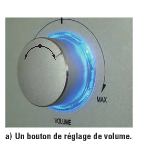 MAX
VOLUME
a) Un bouton de réglage de volume.